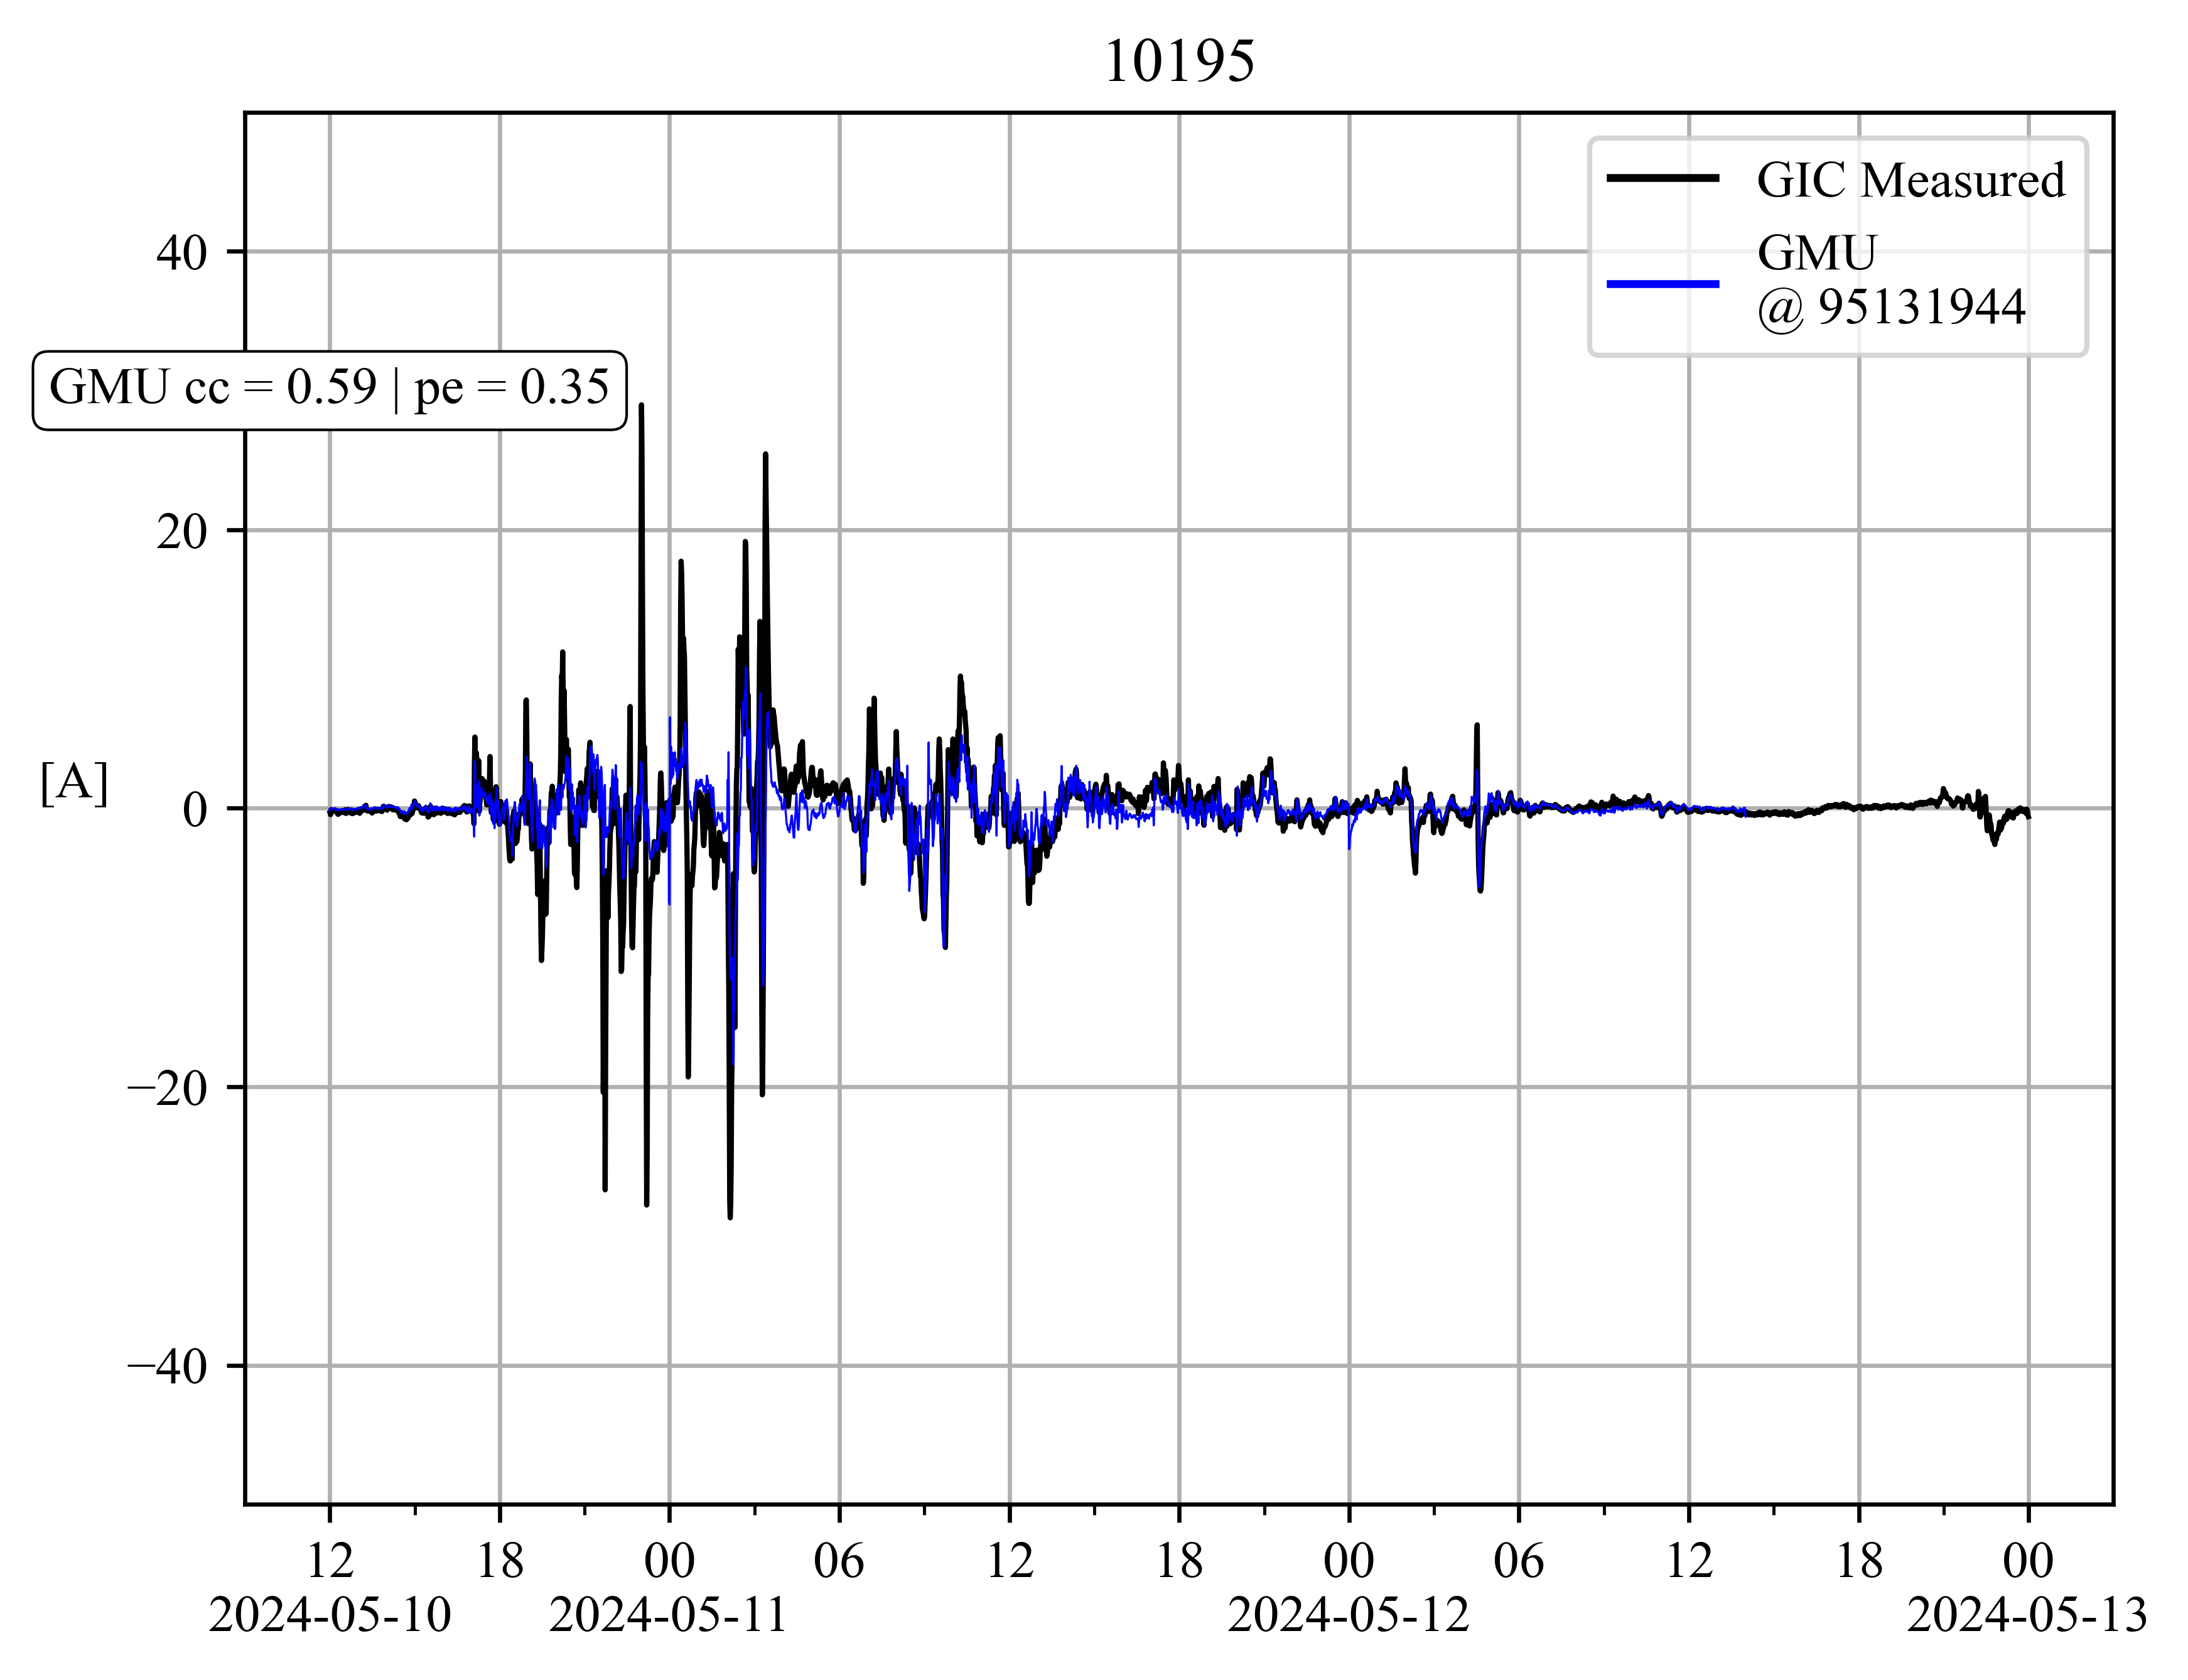 10195
GIC Measured
GMU
@ 95131944
GMU cc = 0.59 | pe = 0.35
[A]
40
20
0
−20
−40
12 18 00 06 12 18 00 06 12 18 00
2024-05-10 2024-05-11 2024-05-12 2024-05-13